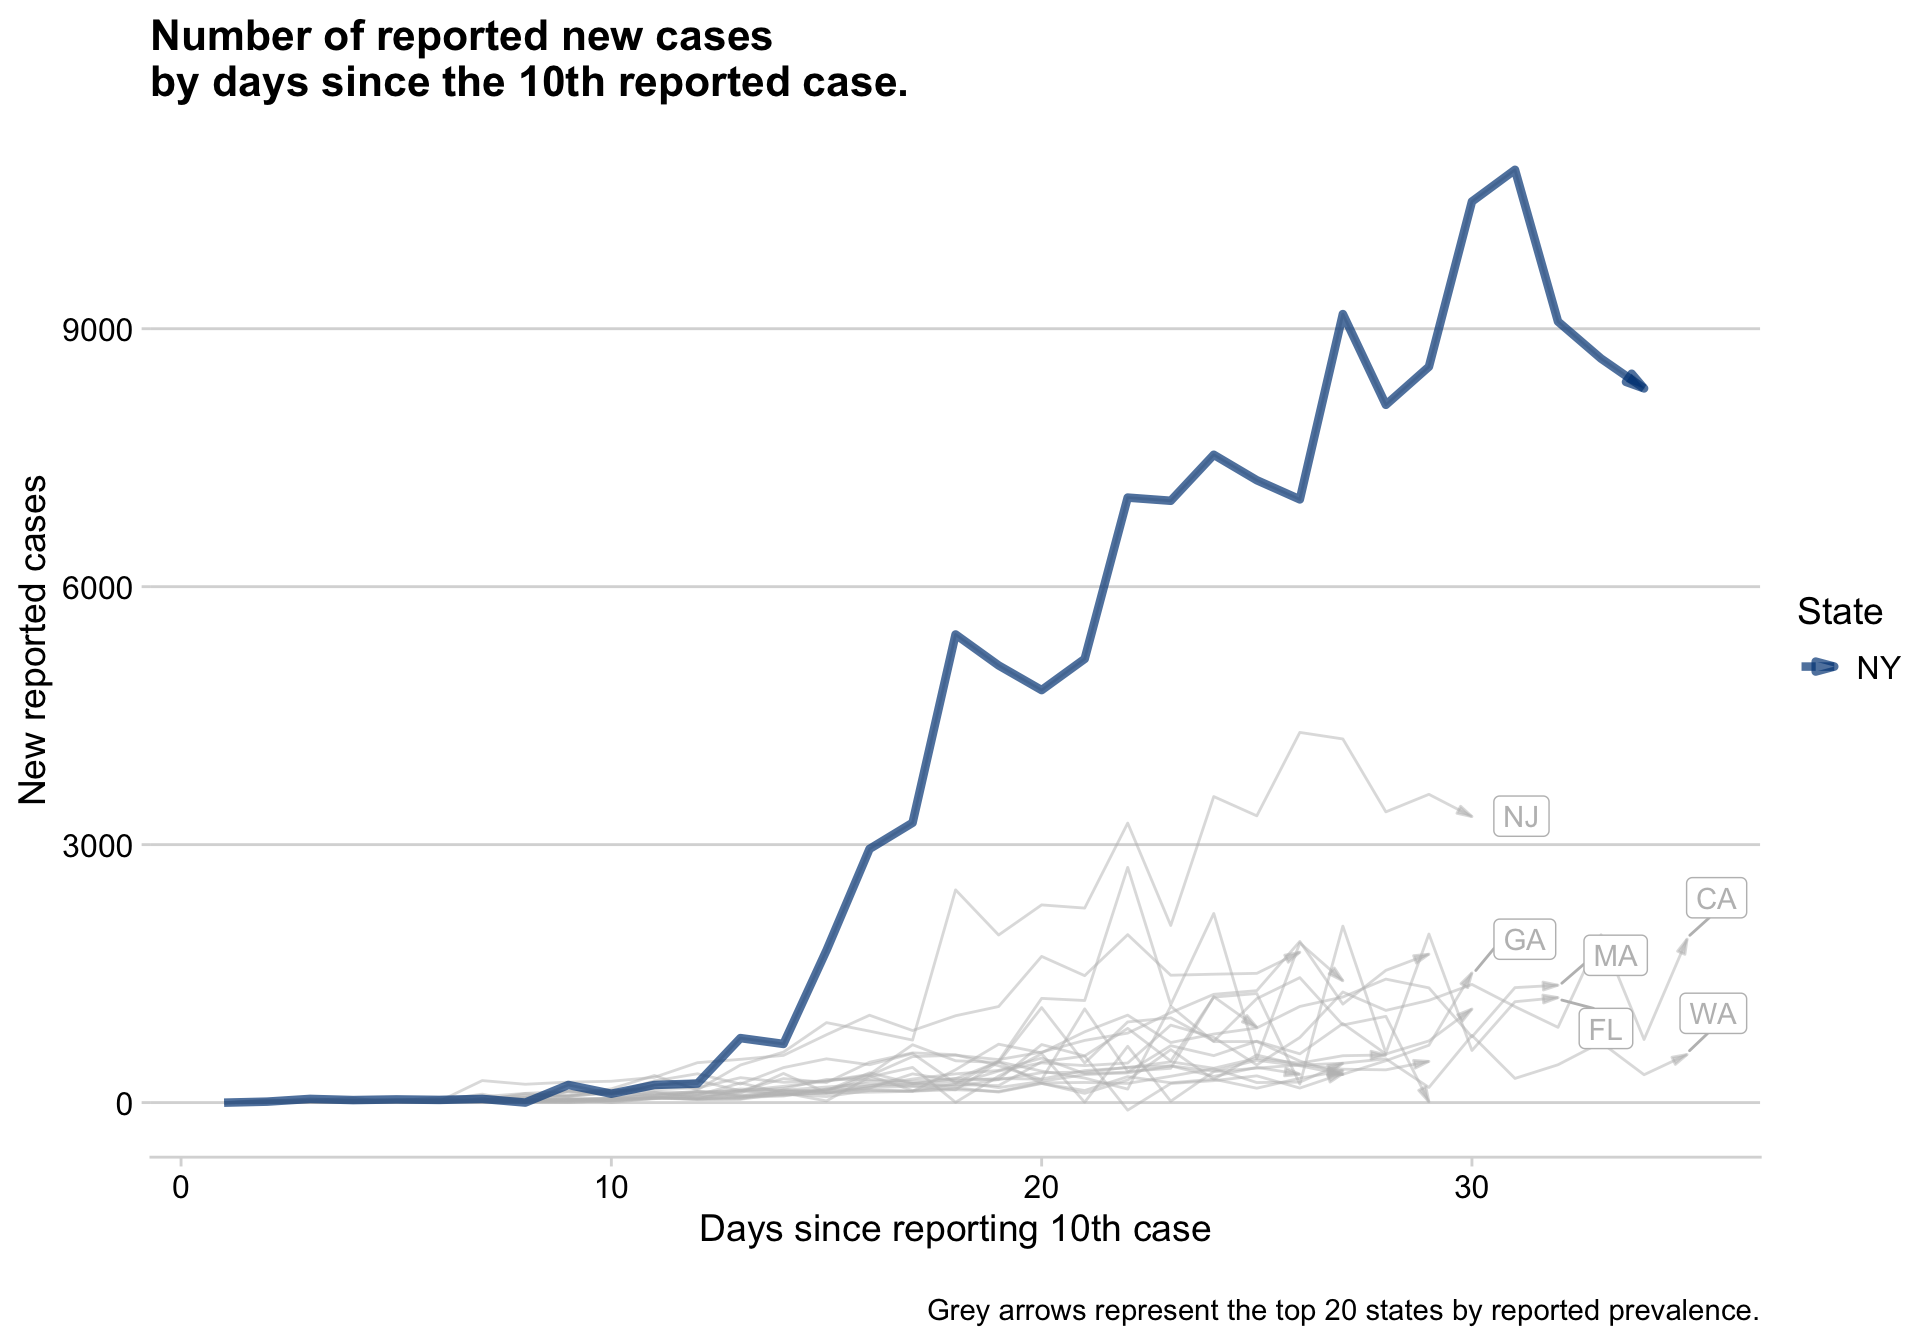 Number of reported new cases
by days since the 10th reported case.
New reported cases
9000
6000
3000
0
NJ
CA
GA
MA
WA
FL
State
NY
0
10
20
30
Days since reporting 10th case
Grey arrows represent the top 20 states by reported prevalence.